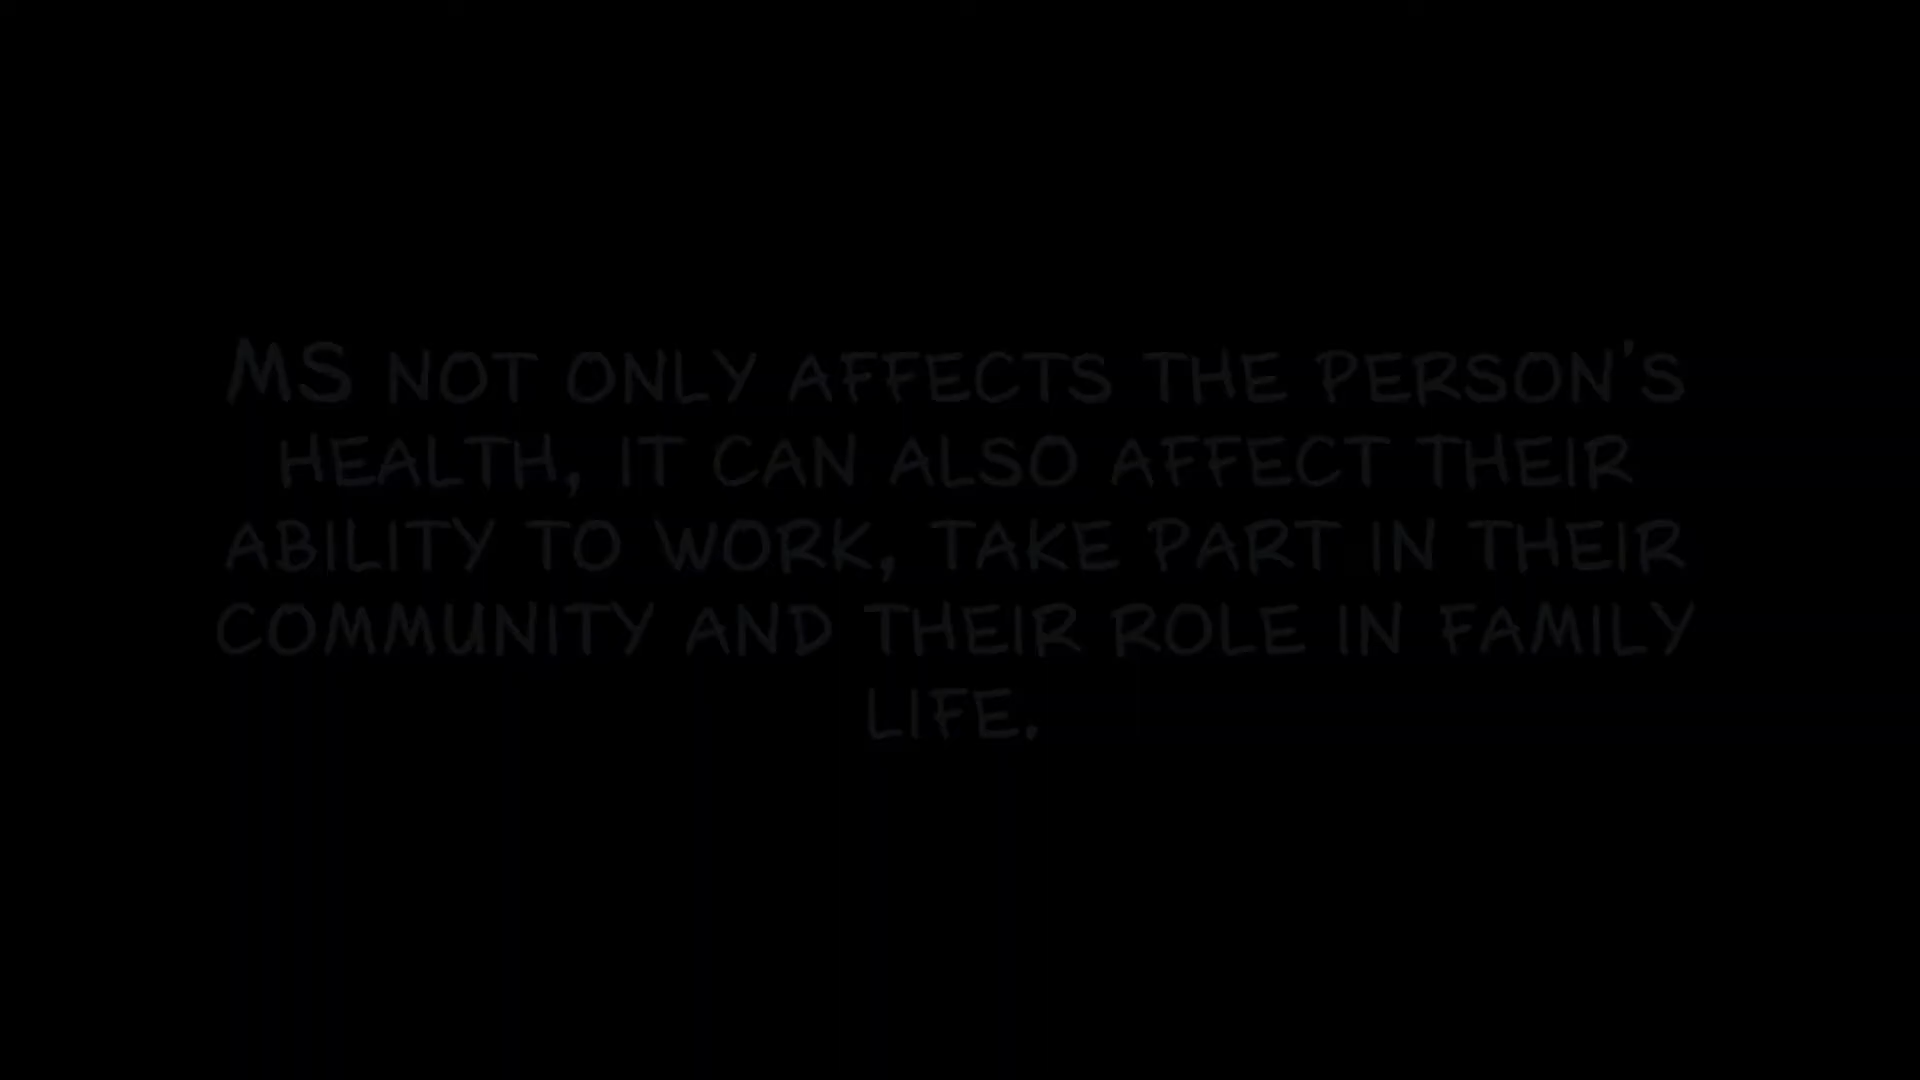 MS NOT ONLY AFFECTS THE PERSON'S
HEALTH, IT CAN ALSO AFFECT THEIR
ABILITY TO WORK, TAKE PART IN THEIR
COMMUNITY AND THEIR ROLE IN FAMILY
LIFE.